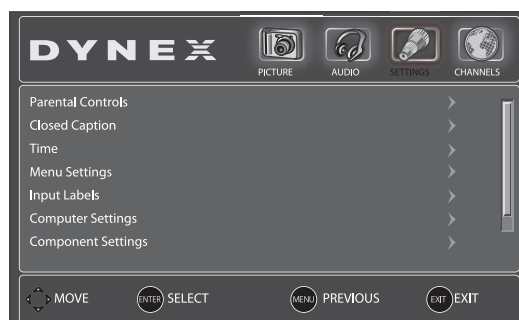 DYNEX
PICTURE AUDIO SETTINGS CHANNELS
Parental Controls
Closed Caption
Time
Menu Settings
Input Labels
Computer Settings
Component Settings
MOVE ENTER SELECT MENU PREVIOUS EXIT EXIT